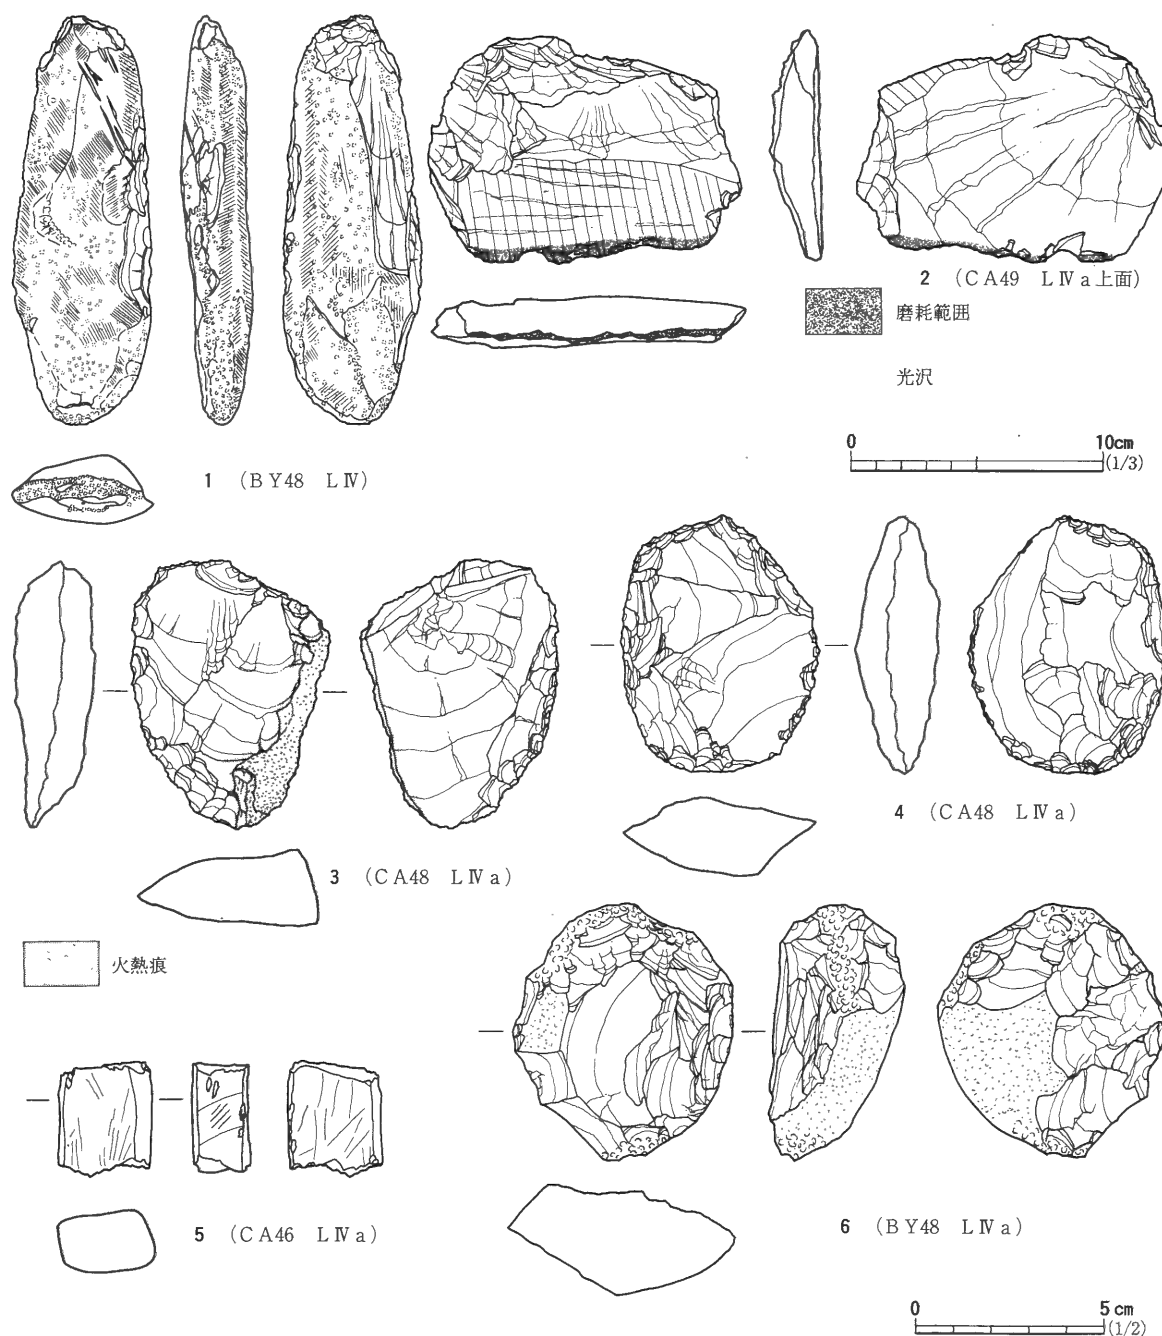 2 (CA49 LⅣa上面)
磨耗範囲
光沢
0 10cm
(1/3)
1 (BY48 LⅣ)
4 (CA48 LⅣa)
3 (CA48 LⅣa)
火熱痕
5 (CA46 LⅣa)
6 (BY48 LⅣa)
0 5cm
(1/2)